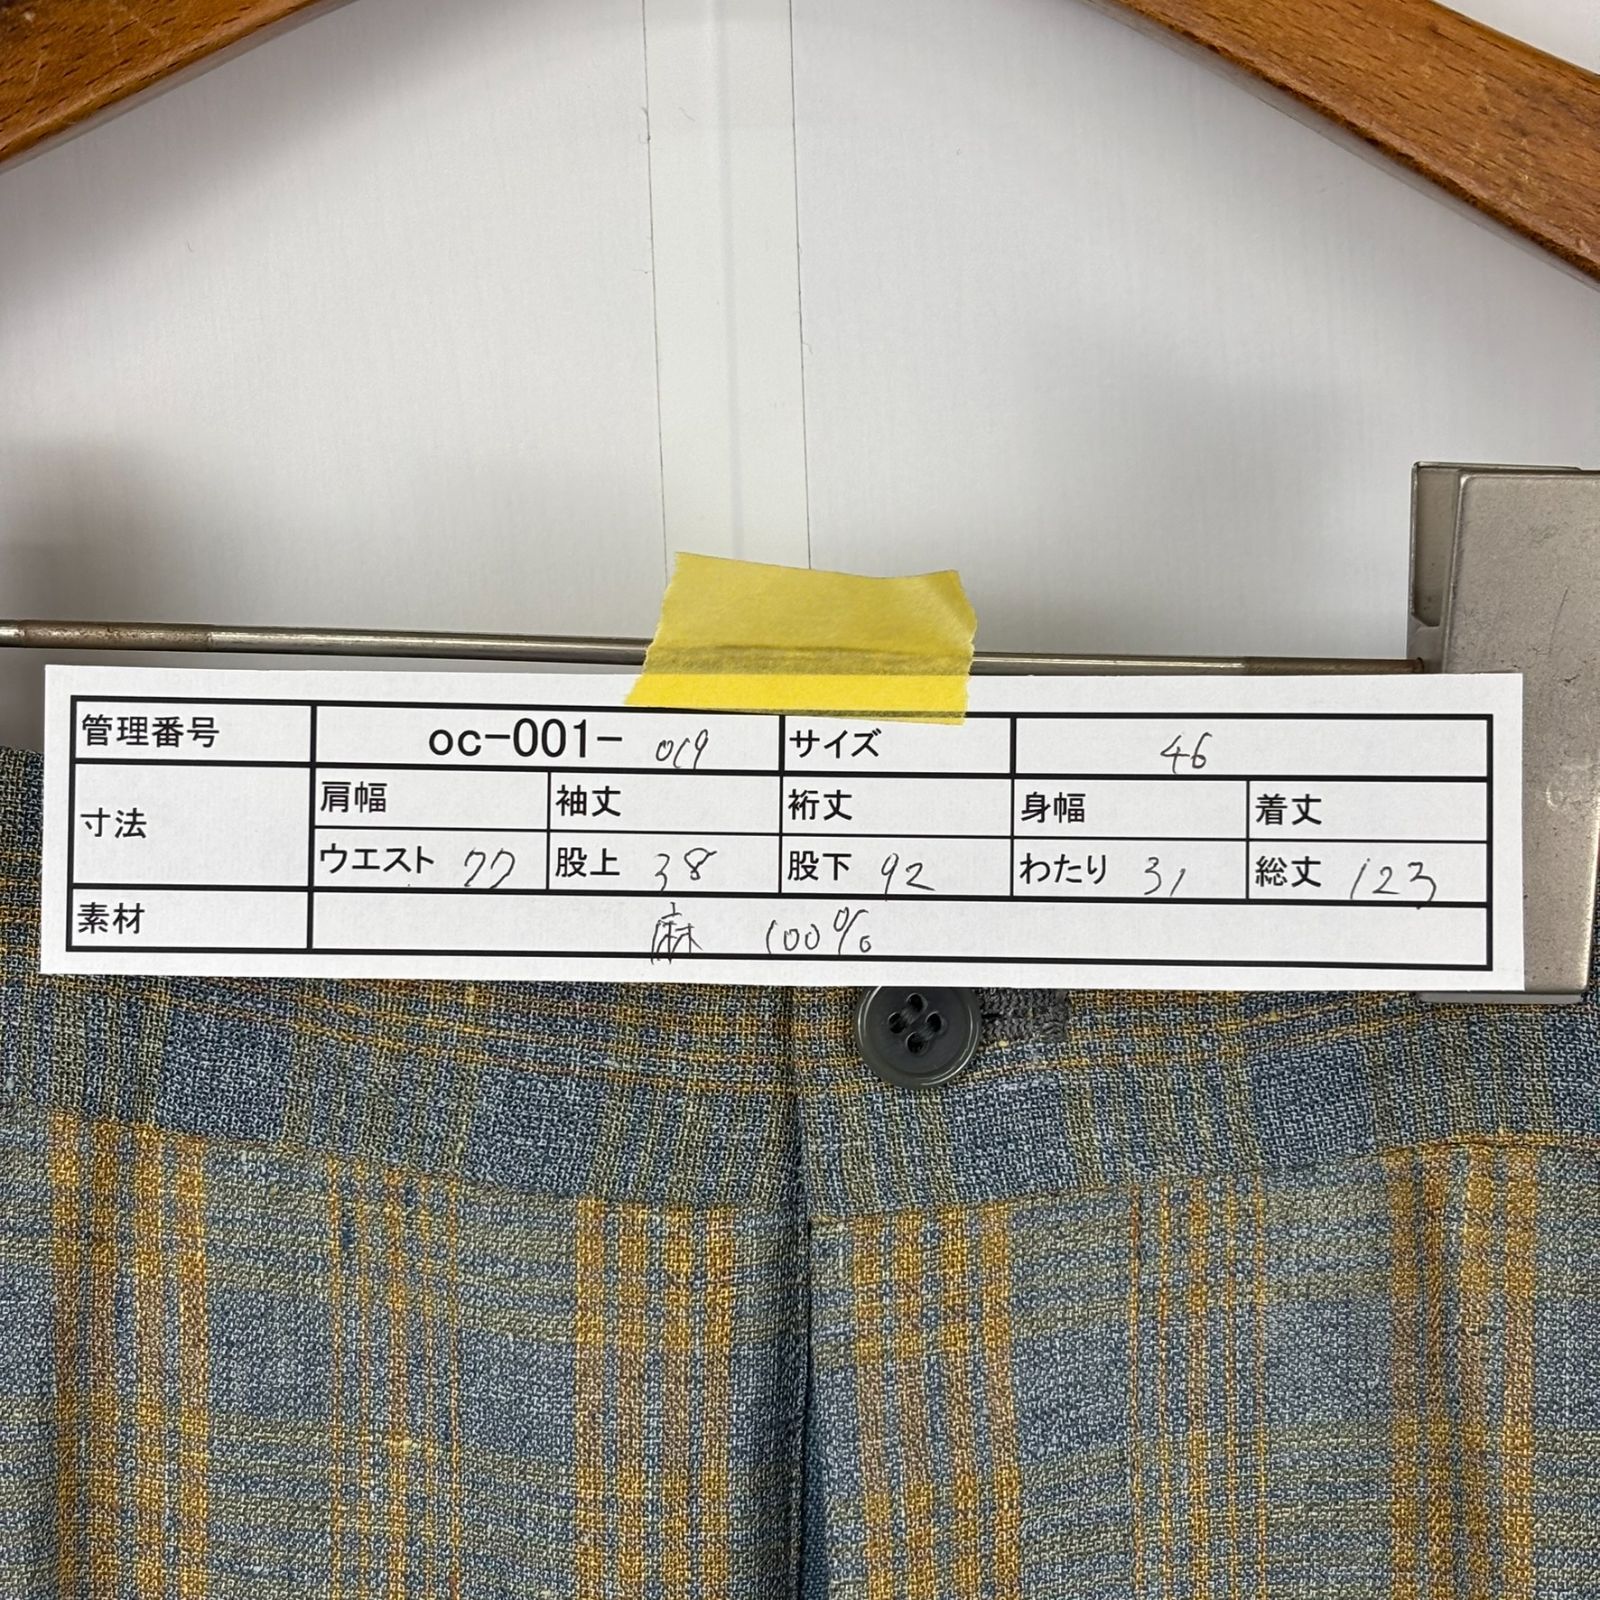 管理番号 oc-001- 019 サイズ 46
寸法 肩幅 袖丈 裄丈 身幅 着丈
ウエスト 77 股上 38 股下 92 わたり 31 総丈 123
素材 麻 100%